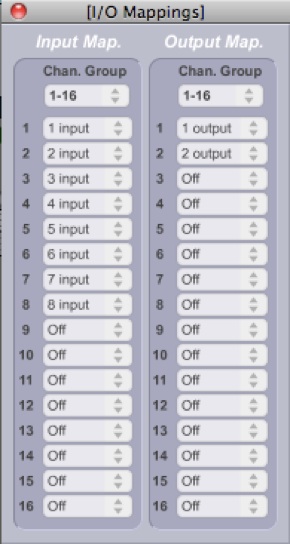 [I/O Mappings]
Input Map. Output Map.
Chan. Group Chan. Group
1-16 1-16
1 1 input 1 1 output
2 2 input 2 2 output
3 3 input 3 Off
4 4 input 4 Off
5 5 input 5 Off
6 6 input 6 Off
7 7 input 7 Off
8 8 input 8 Off
9 Off 9 Off
10 Off 10 Off
11 Off 11 Off
12 Off 12 Off
13 Off 13 Off
14 Off 14 Off
15 Off 15 Off
16 Off 16 Off